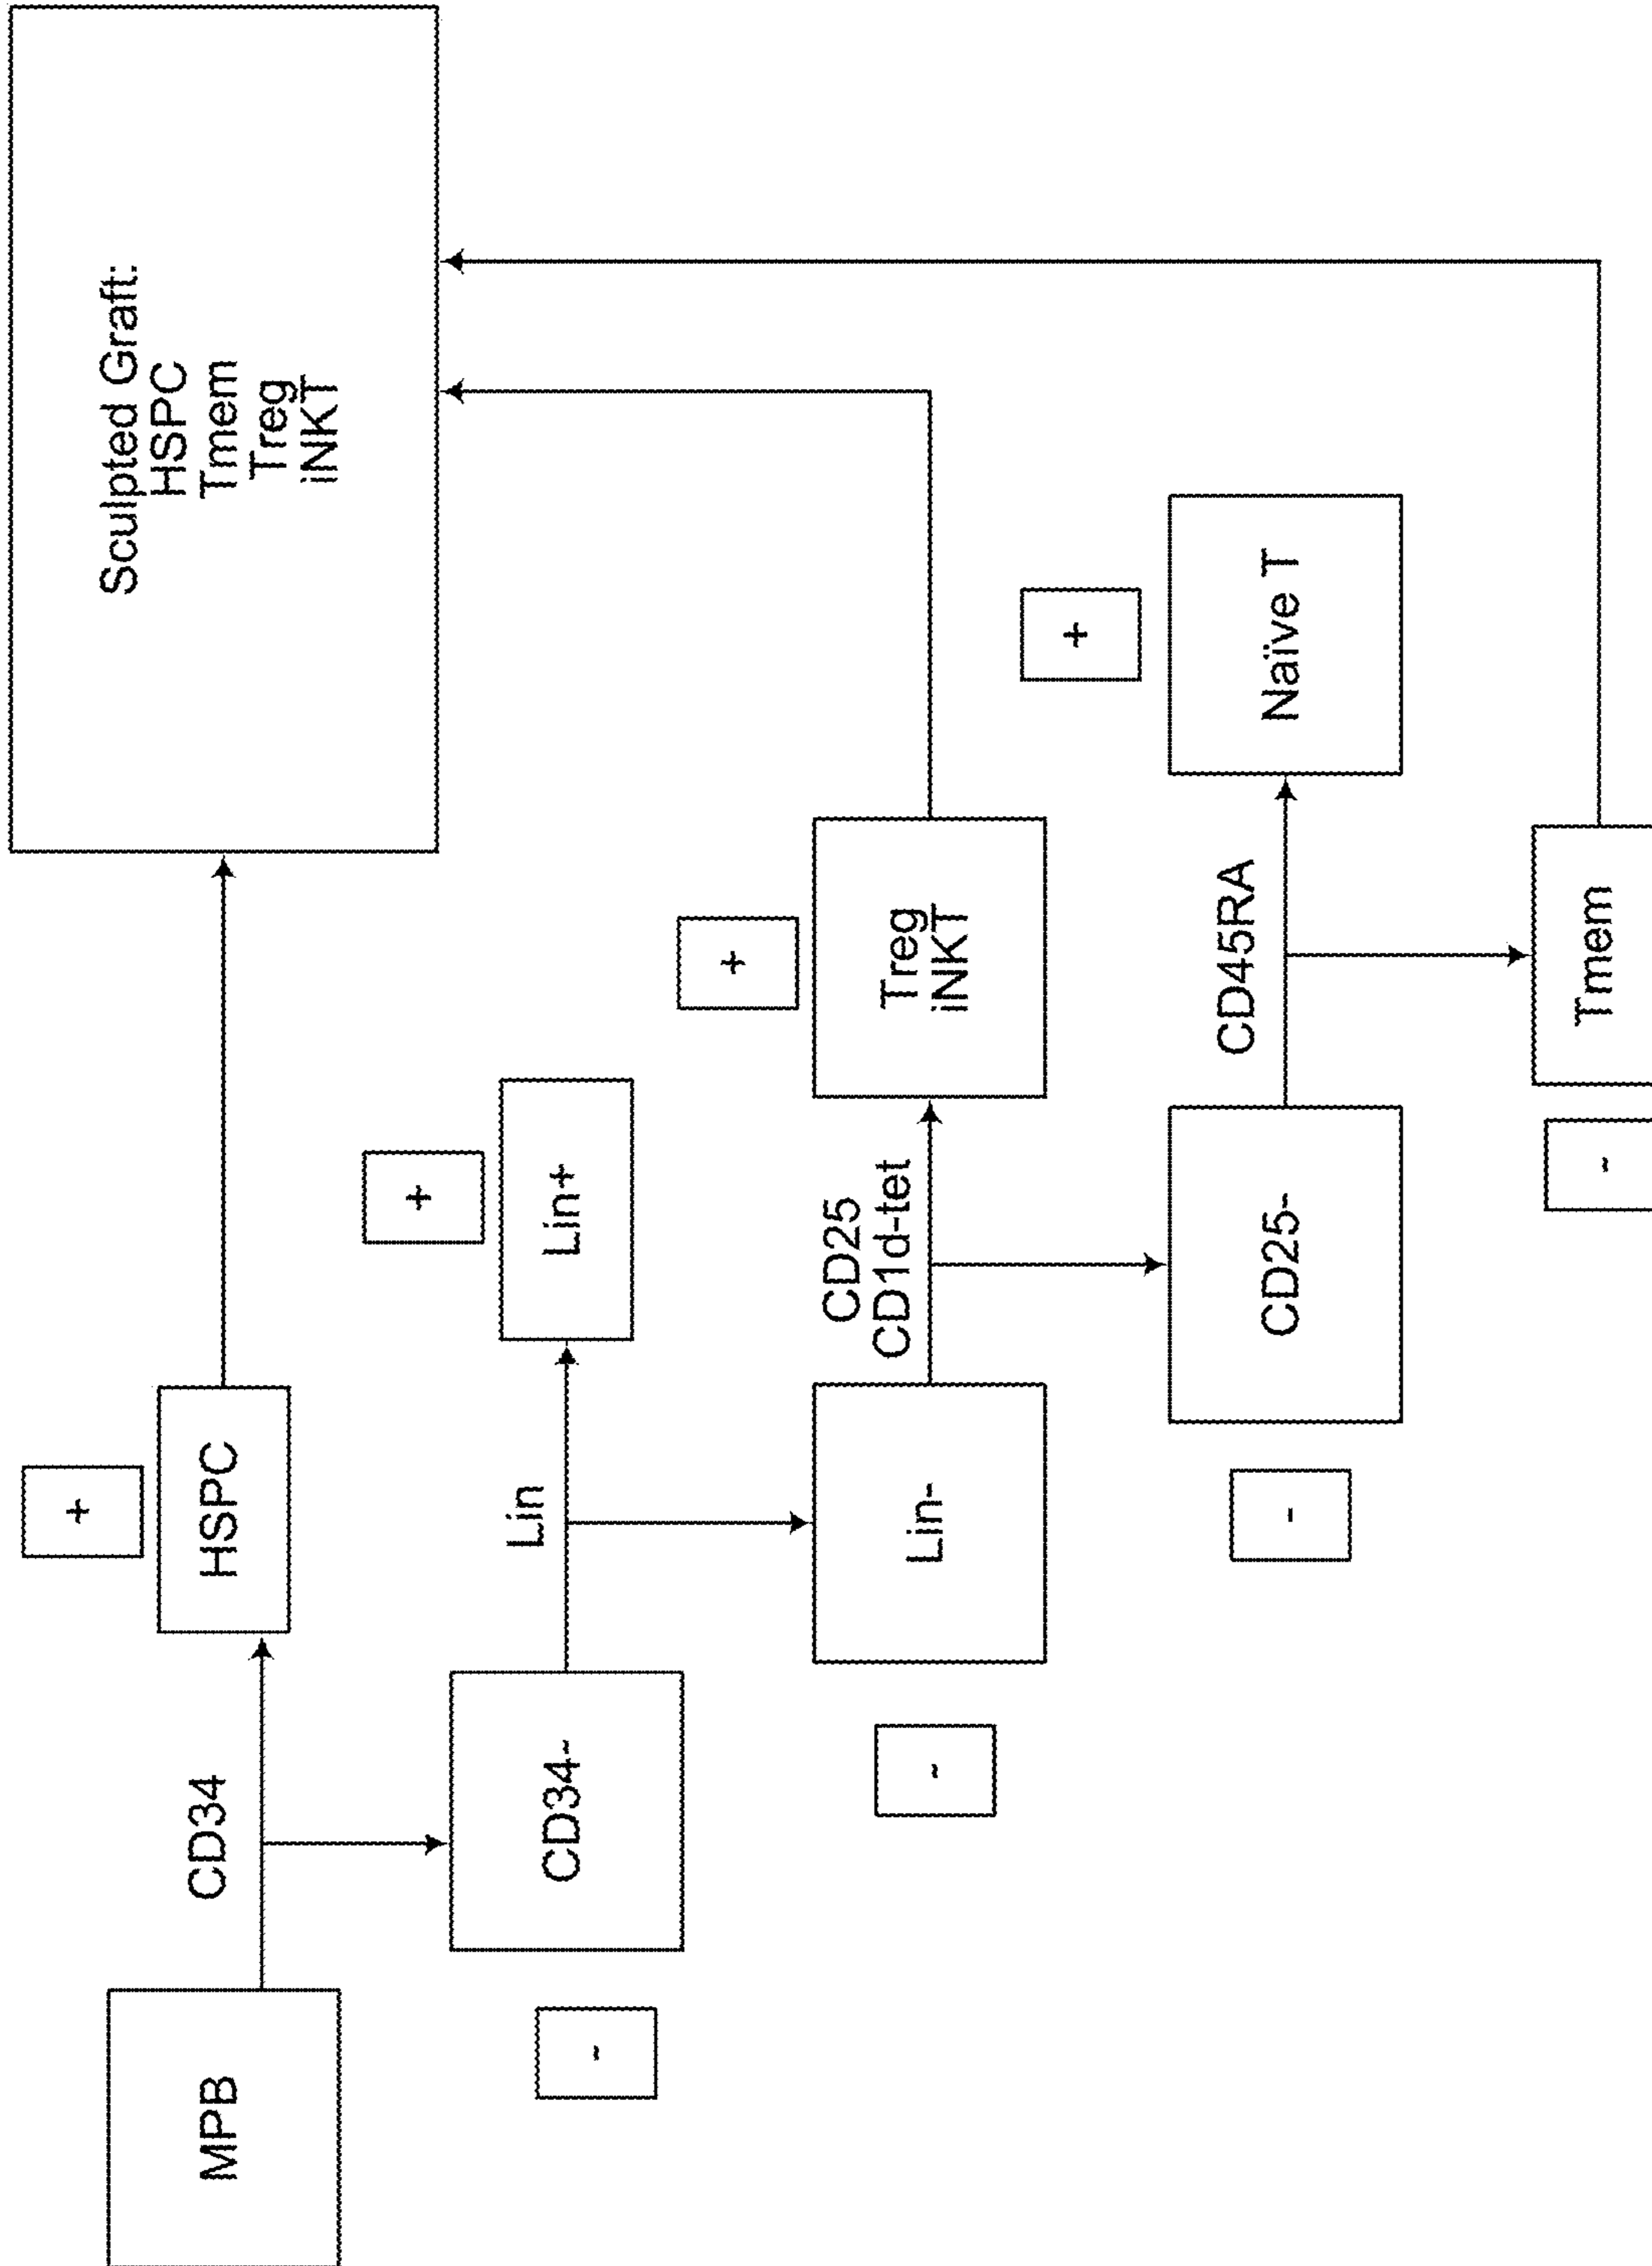 MPB
CD34
+
HSPC
Sculpted Graft:
HSPC
Tmem
Treg
iNKT
-
CD34-
Lin
+
Lin+
-
Lin-
CD25
CD1d-tet
+
Treg
iNKT
-
CD25-
CD45RA
+
Naïve T
-
Tmem